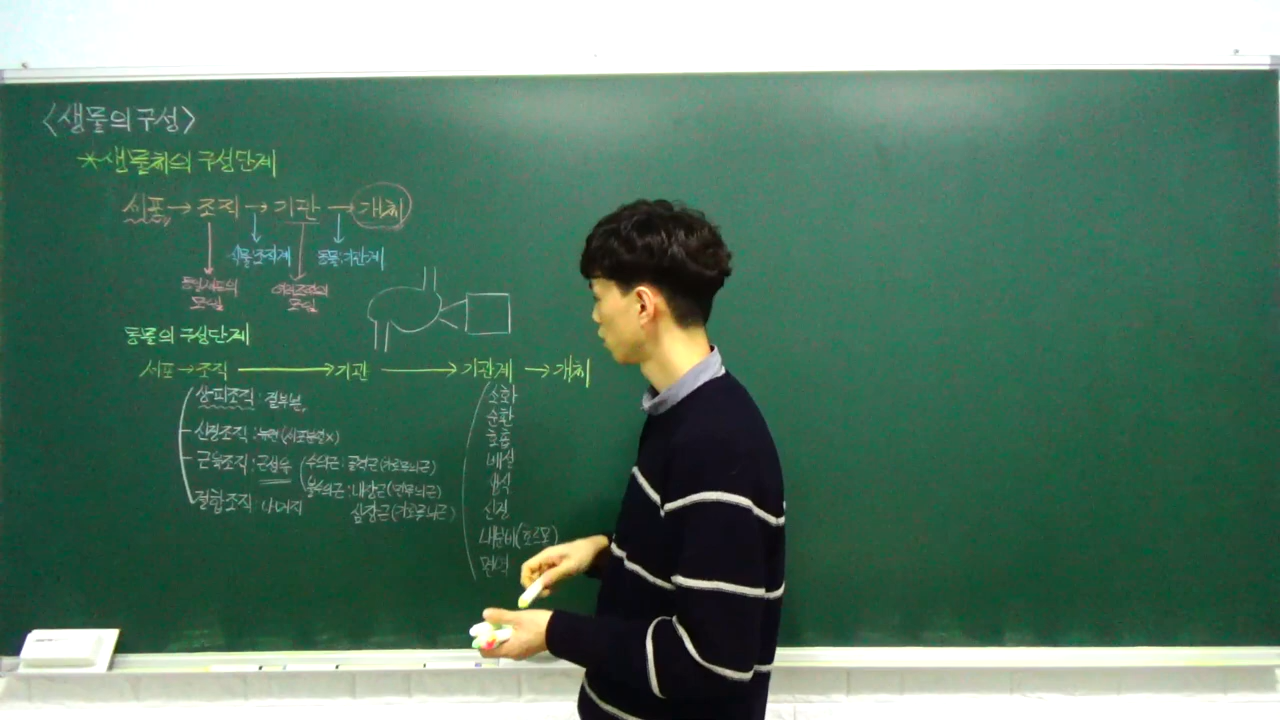 <생물의 구성>
*생물체의 구성단계
세포→조직→기관→개체
식물:조직계 동물:기관계
동일세포의 모임
여러조직의 모임
동물의 구성단계
세포→조직→기관→기관계→개체
상피조직:겉부분
신경조직:뉴런(세포분열x)
근육조직:근섬유
수의근:골격근(가로무늬근)
불수의근:내장근(민무늬근)
심장근(가로무늬근)
결합조직:나머지
소화
순환
호흡
배설
생식
신경
내분비(호르몬)
면역